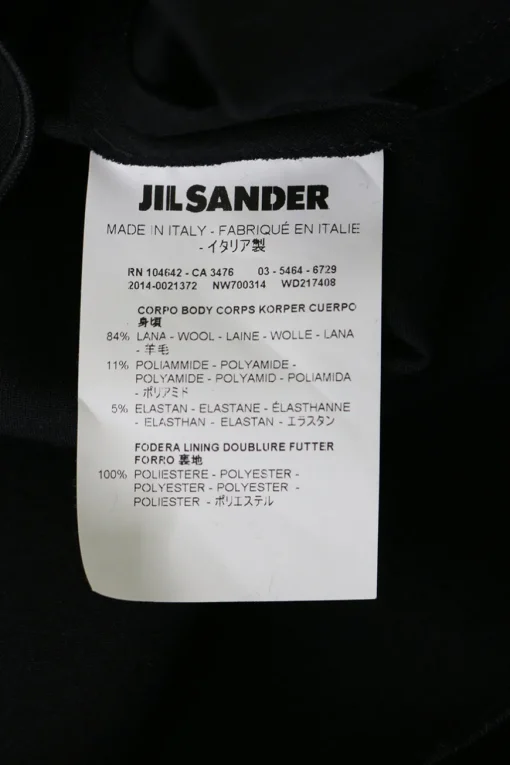 JIL SANDER
MADE IN ITALY - FABRIQUÉ EN ITALIE
- イタリア製
RN 104642 - CA 3476 03 - 5464 - 6729
2014-0021372 NW700314 WD217408
CORPO BODY CORPS KORPER CUERPO
身頃
84% LANA - WOOL - LAINE - WOLLE - LANA
- 羊毛
11% POLIAMMIDE - POLYAMIDE -
POLYAMIDE - POLYAMID - POLIAMIDA
- ポリアミド
5% ELASTAN - ELASTANE - ÉLASTHANNE
- ELASTHAN - ELASTAN - エラスタン
FODERA LINING DOUBLURE FUTTER
FORRO 裏地
100% POLIESTERE - POLYESTER -
POLYESTER - POLYESTER -
POLIESTER - ポリエステル